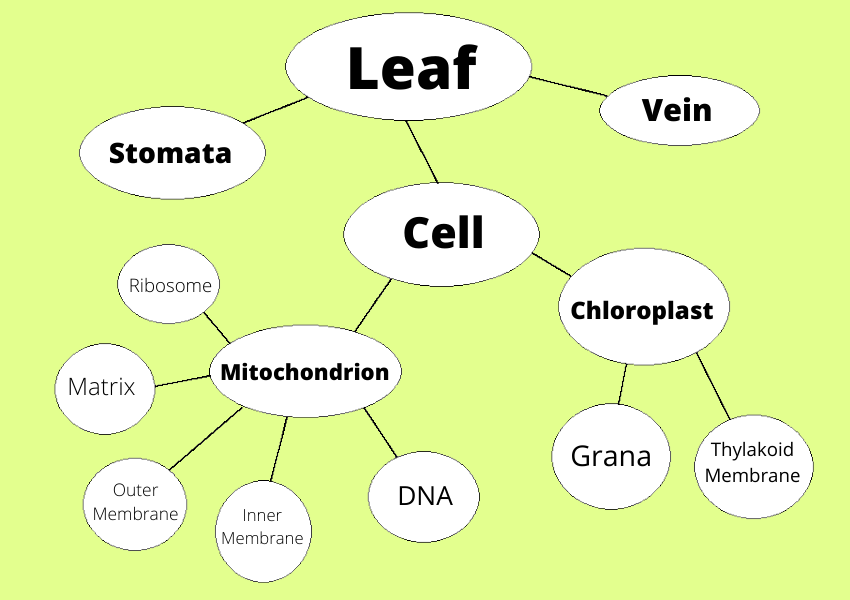 Leaf
Vein
Stomata
Cell
Ribosome
Chloroplast
Mitochondrion
Matrix
Grana
Thylakoid
Membrane
Outer
Membrane
Inner
Membrane
DNA